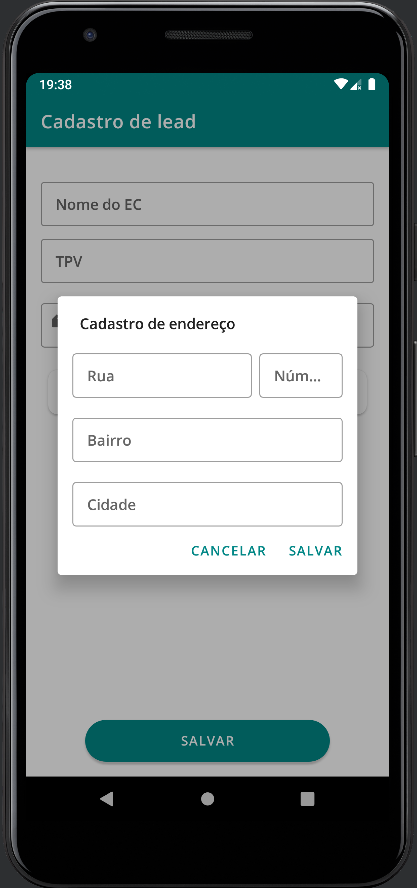 19:38
Cadastro de lead
Nome do EC
TPV
Cadastro de endereço
Rua
Núm...
Bairro
Cidade
CANCELAR SALVAR
SALVAR